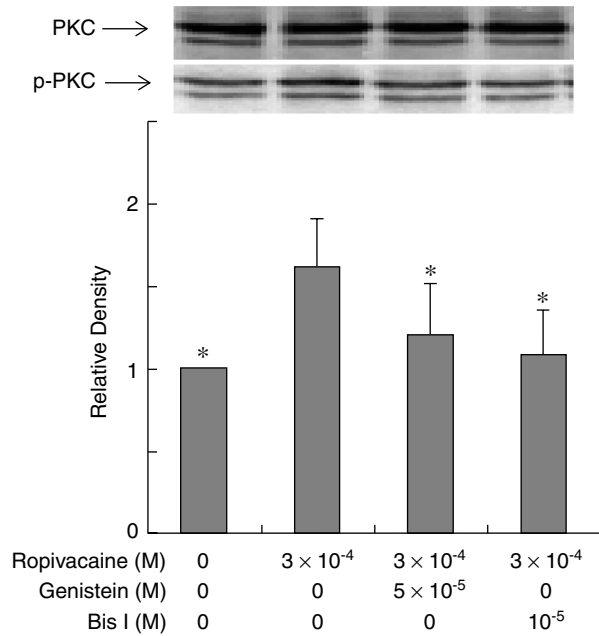 PKC
p-PKC
Relative Density
2
1
0
*
*
*
Ropivacaine (M) 0 3 × 10⁻⁴ 3 × 10⁻⁴ 3 × 10⁻⁴
Genistein (M) 0 0 5 × 10⁻⁵ 0
Bis I (M) 0 0 0 10⁻⁵